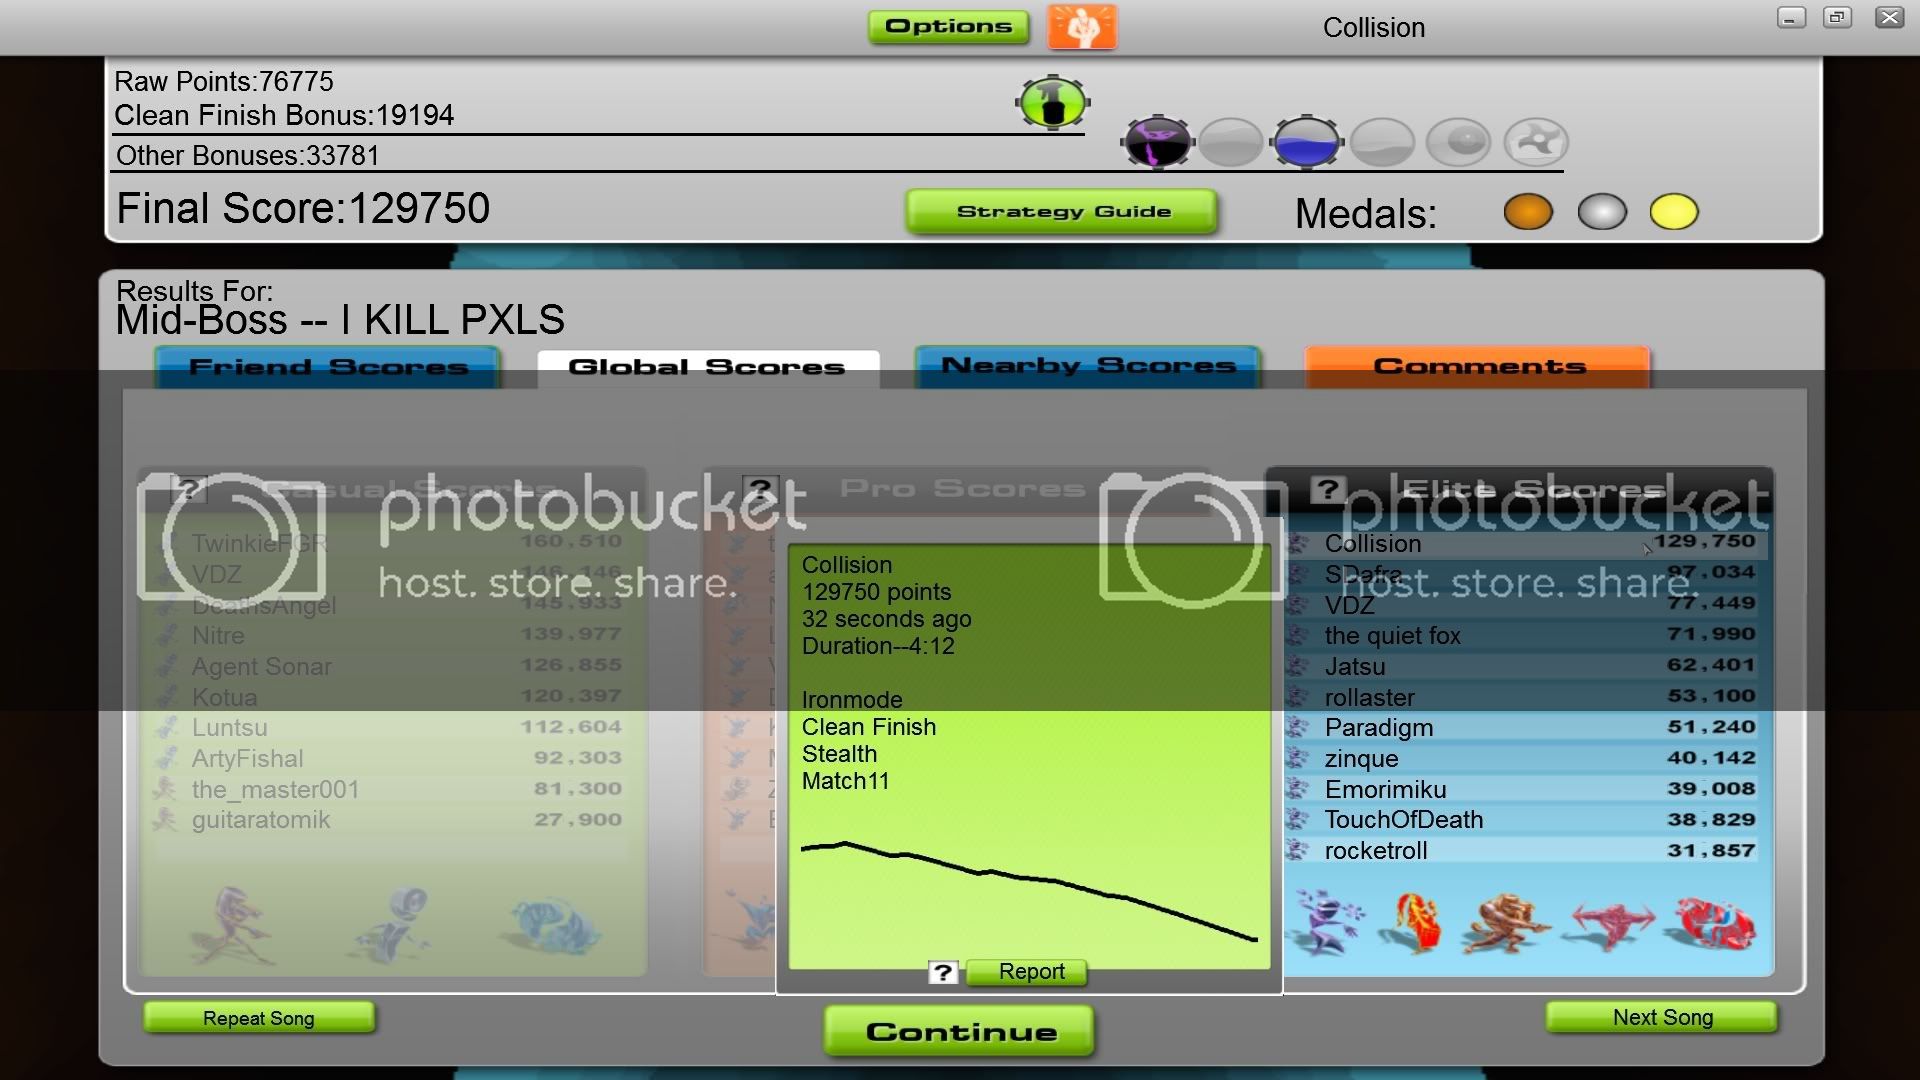 Options
Collision
Raw Points:76775
Clean Finish Bonus:19194
Other Bonuses:33781
Final Score:129750
Strategy Guide
Medals:
Results For:
Mid-Boss -- I KILL PXLS
Friend Scores
Global Scores
Nearby Scores
Comments
? Casual Scores
TwinkieFGR 160,510
VDZ 146,146
DeathsAngel 145,933
Nitre 139,977
Agent Sonar 126,855
Kotua 120,397
Luntsu 112,604
ArtyFishal 92,303
the_master001 81,300
guitaratomik 27,900
? Pro Scores
Collision
129750 points
32 seconds ago
Duration--4:12
Ironmode
Clean Finish
Stealth
Match11
? Report
? Elite Scores
Collision 129,750
SDafra 97,034
VDZ 77,449
the quiet fox 71,990
Jatsu 62,401
rollaster 53,100
Paradigm 51,240
zinque 40,142
Emorimiku 39,008
TouchOfDeath 38,829
rocketroll 31,857
photobucket
host. store. share.
photobucket
host. store. share.
Repeat Song
Continue
Next Song